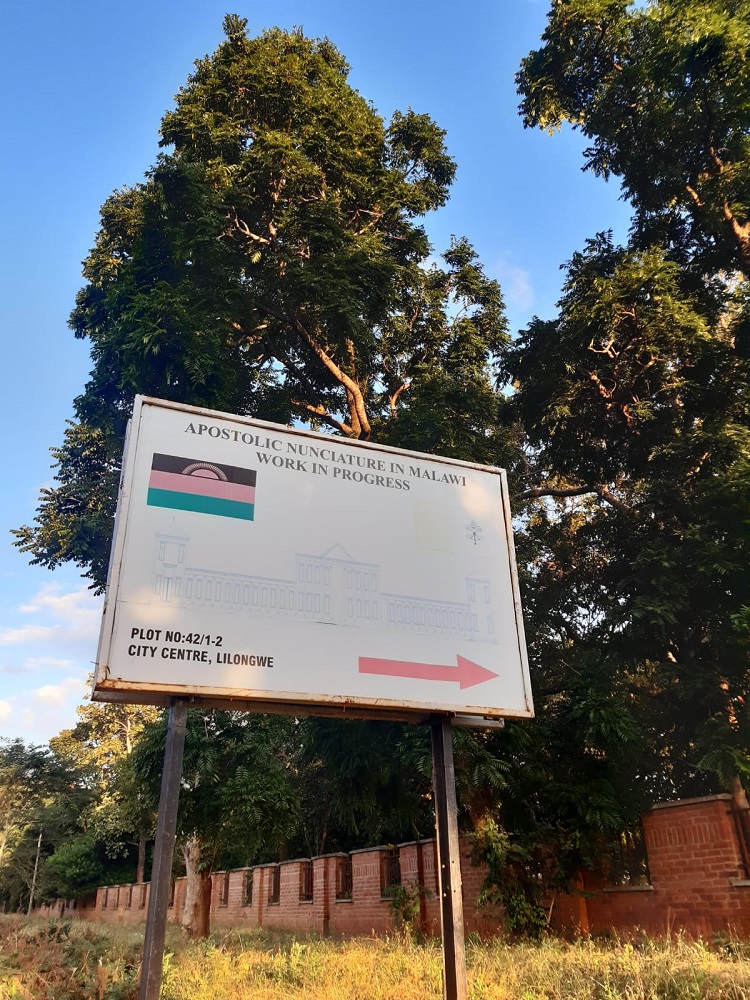 APOSTOLIC NUNCIATURE IN MALAWI
WORK IN PROGRESS
PLOT NO:42/1-2
CITY CENTRE, LILONGWE